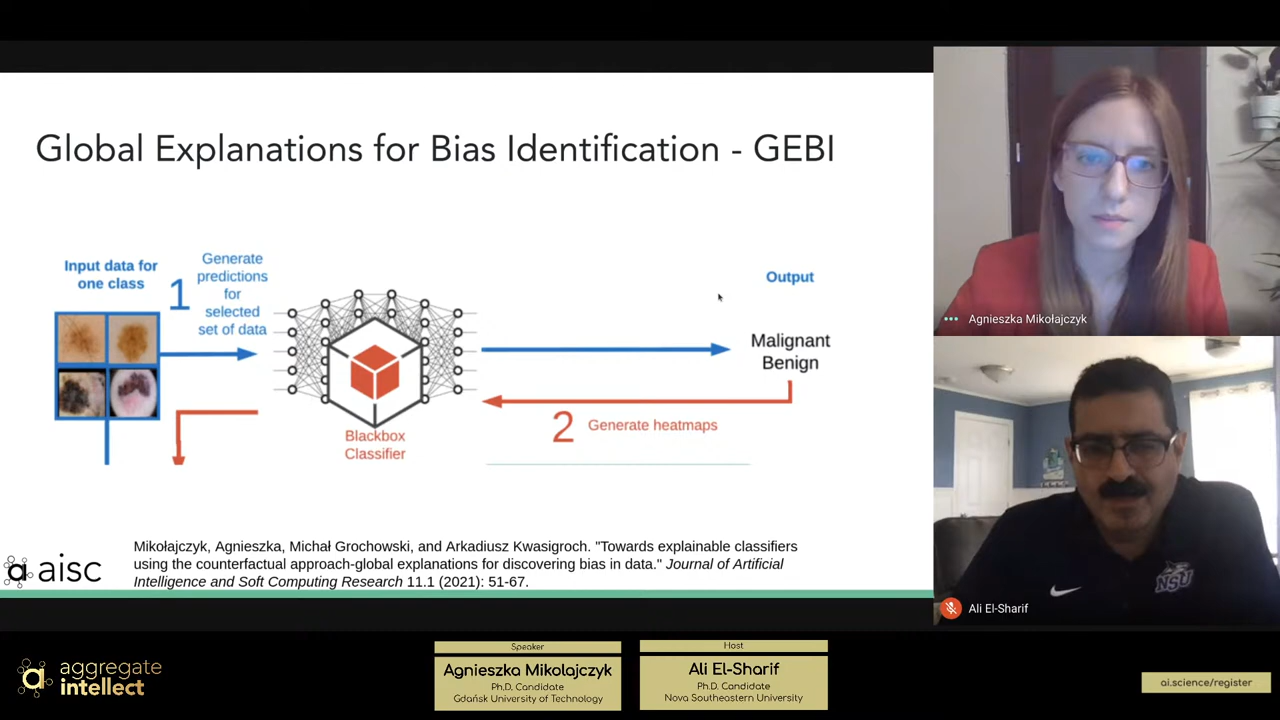 Global Explanations for Bias Identification - GEBI
Input data for
one class
1
Generate
predictions
for
selected
set of data
Blackbox
Classifier
Output
Malignant
Benign
2
Generate heatmaps
Mikołajczyk, Agnieszka, Michał Grochowski, and Arkadiusz Kwasigroch. "Towards explainable classifiers
using the counterfactual approach-global explanations for discovering bias in data." Journal of Artificial
Intelligence and Soft Computing Research 11.1 (2021): 51-67.
aisc
Agnieszka Mikołajczyk
NSU
Ali El-Sharif
aggregate
intellect
Speaker
Agnieszka Mikolajczyk
Ph.D. Candidate
Gdańsk University of Technology
Host
Ali El-Sharif
Ph.D. Candidate
Nova Southeastern University
ai.science/register